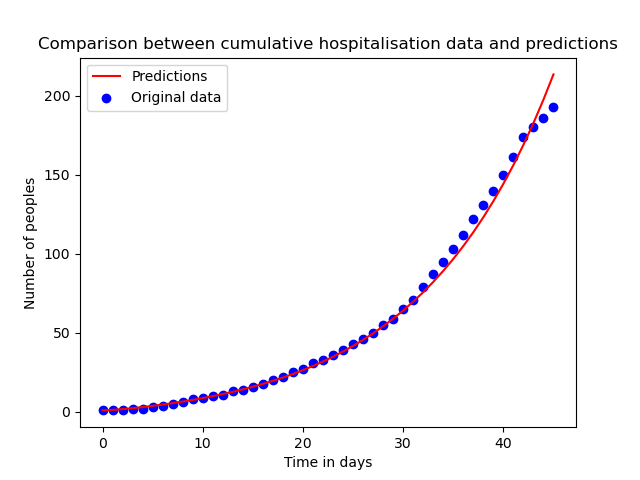 Comparison between cumulative hospitalisation data and predictions
Predictions
Original data
200
150
100
50
0
Number of peoples
0 10 20 30 40
Time in days